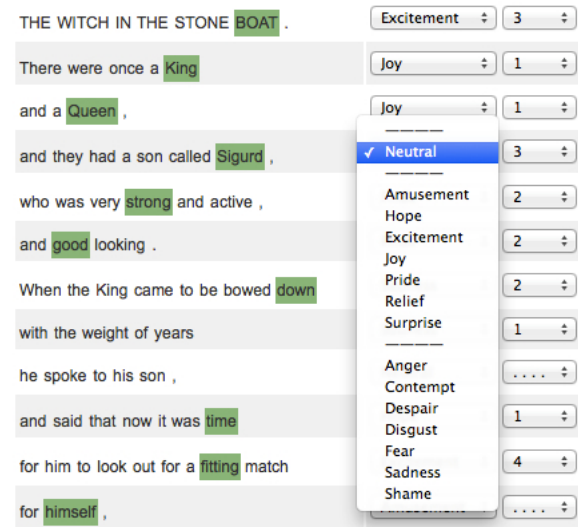 THE WITCH IN THE STONE BOAT . Excitement 3
There were once a King Joy 1
and a Queen , Joy 1
————
and they had a son called Sigurd , ✓ Neutral 3
————
who was very strong and active , Amusement 2
Hope
and good looking . Excitement 2
Joy
When the King came to be bowed down Pride 2
Relief
with the weight of years Surprise 1
————
he spoke to his son , Anger . . . .
Contempt
and said that now it was time Despair 1
Disgust
for him to look out for a fitting match Fear 4
Sadness
Shame
for himself , . . . .